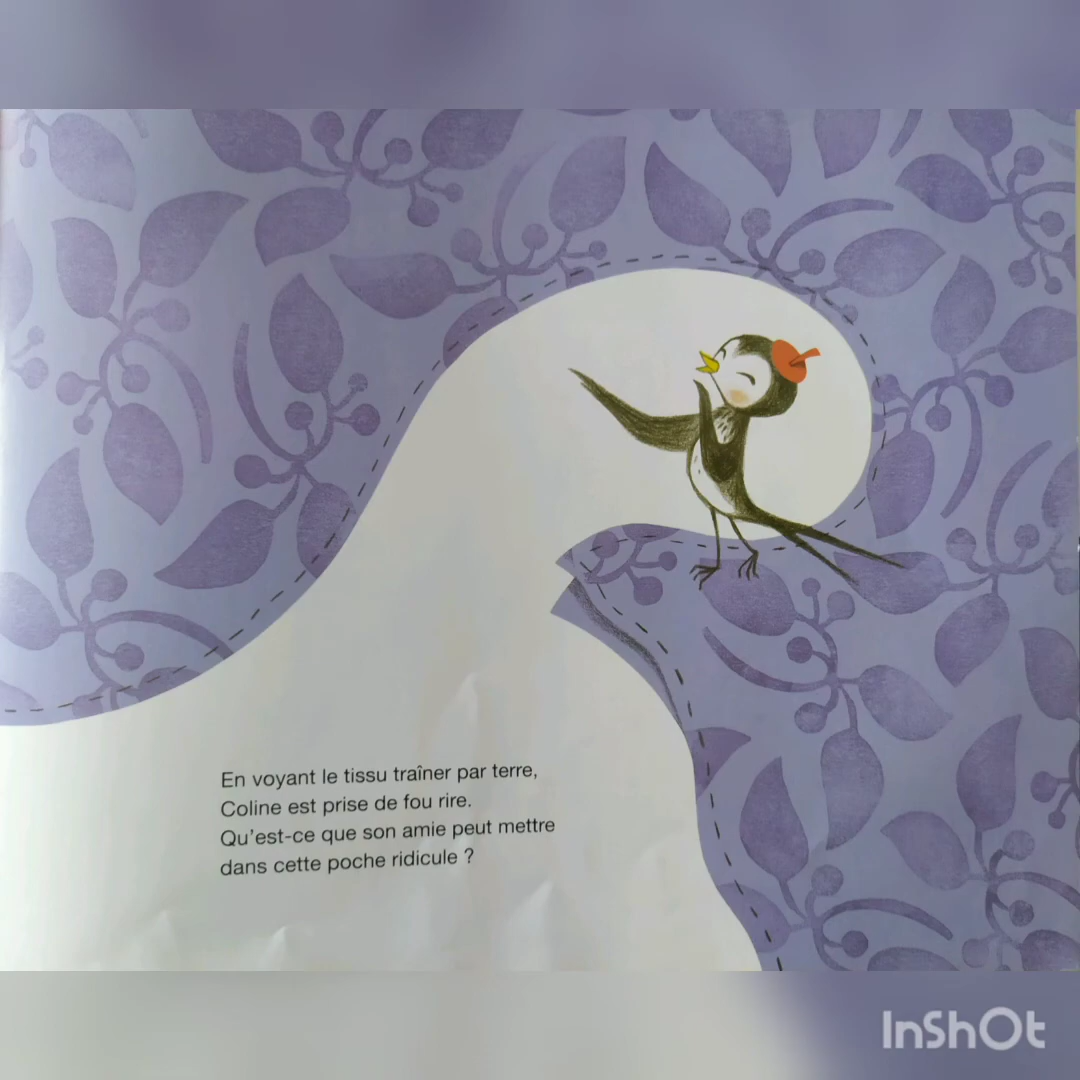 En voyant le tissu traîner par terre,
Coline est prise de fou rire.
Qu'est-ce que son amie peut mettre
dans cette poche ridicule ?
InShOt